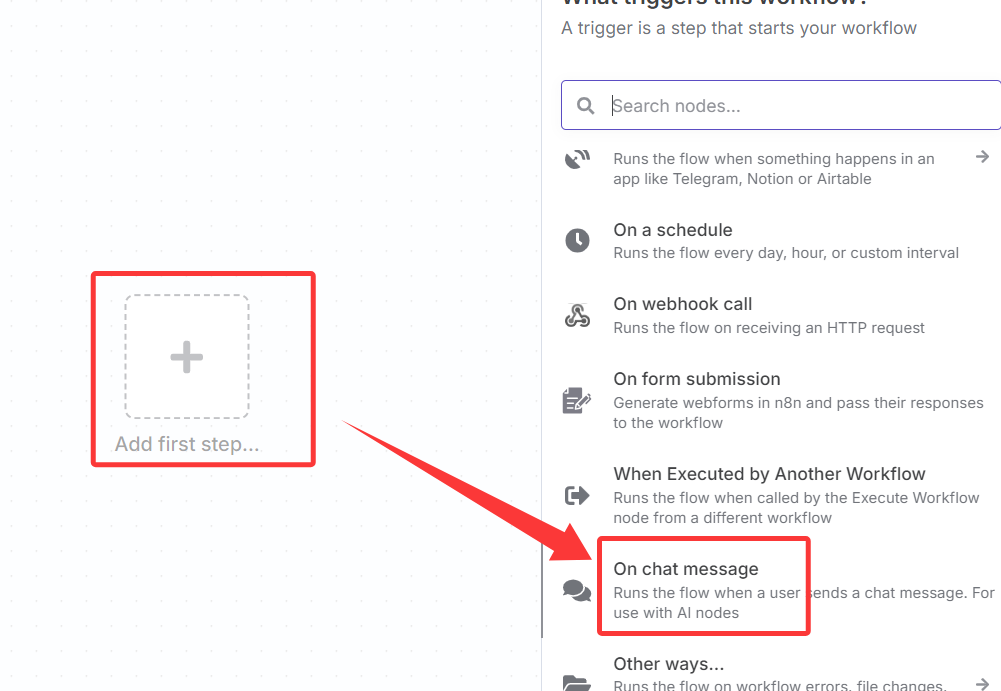 What triggers this workflow?
A trigger is a step that starts your workflow
Search nodes...
Runs the flow when something happens in an
app like Telegram, Notion or Airtable
On a schedule
Runs the flow every day, hour, or custom interval
On webhook call
Runs the flow on receiving an HTTP request
On form submission
Generate webforms in n8n and pass their responses
to the workflow
Add first step...
When Executed by Another Workflow
Runs the flow when called by the Execute Workflow
node from a different workflow
On chat message
Runs the flow when a user sends a chat message. For
use with AI nodes
Other ways...
Runs the flow on workflow errors, file changes,